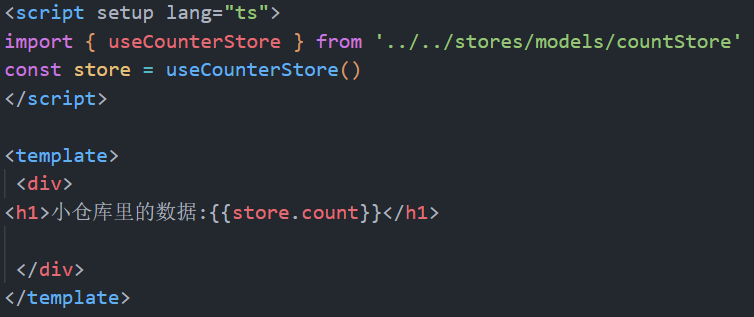 <script setup lang="ts">
import { useCounterStore } from '../../stores/models/countStore'
const store = useCounterStore()
</script>
<template>
<div>
<h1>小仓库里的数据:{{store.count}}</h1>
</div>
</template>